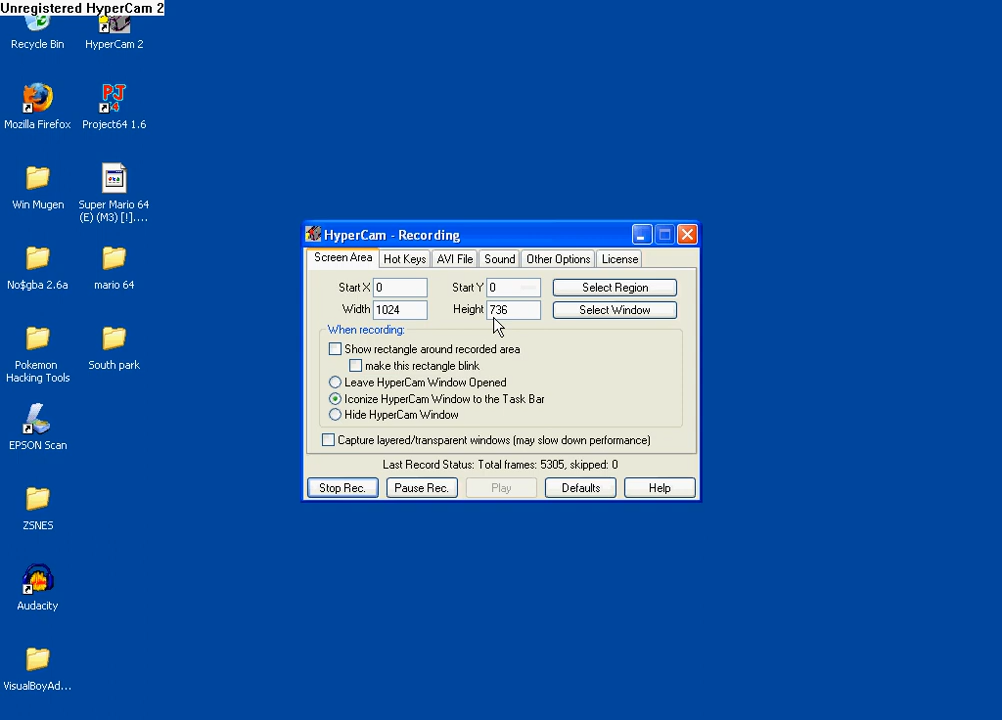 Unregistered HyperCam 2
Recycle Bin
HyperCam 2
Mozilla Firefox
PJ
64
Project64 1.6
Win Mugen
Super Mario 64
(E) (M3) [!]....
No$gba 2.6a
mario 64
Pokemon
Hacking Tools
South park
EPSON Scan
ZSNES
Audacity
VisualBoyAd...
HyperCam - Recording
Screen Area
Hot Keys
AVI File
Sound
Other Options
License
Start X 0
Start Y 0
Select Region
Width 1024
Height 736
Select Window
When recording:
Show rectangle around recorded area
make this rectangle blink
Leave HyperCam Window Opened
Iconize HyperCam Window to the Task Bar
Hide HyperCam Window
Capture layered/transparent windows (may slow down performance)
Last Record Status: Total frames: 5305, skipped: 0
Stop Rec.
Pause Rec.
Play
Defaults
Help